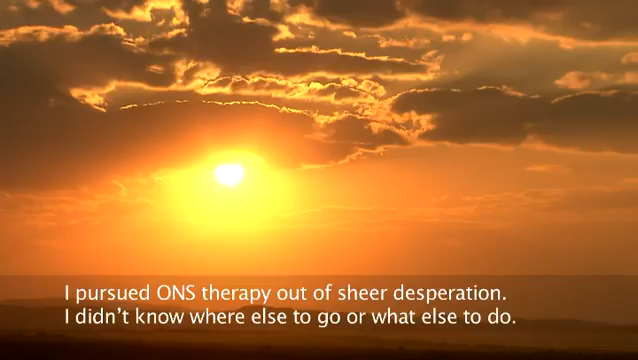 I pursued ONS therapy out of sheer desperation.
I didn't know where else to go or what else to do.